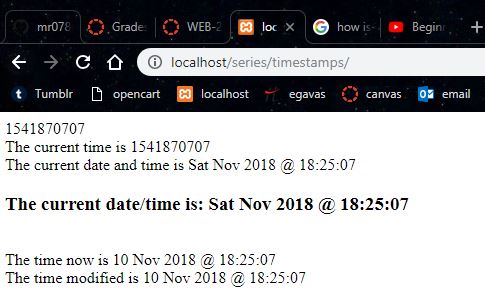 mr078
Grades
WEB-2
loc
how is
Begin
localhost/series/timestamps/
Tumblr
opencart
localhost
egavas
canvas
email
1541870707
The current time is 1541870707
The current date and time is Sat Nov 2018 @ 18:25:07
The current date/time is: Sat Nov 2018 @ 18:25:07
The time now is 10 Nov 2018 @ 18:25:07
The time modified is 10 Nov 2018 @ 18:25:07